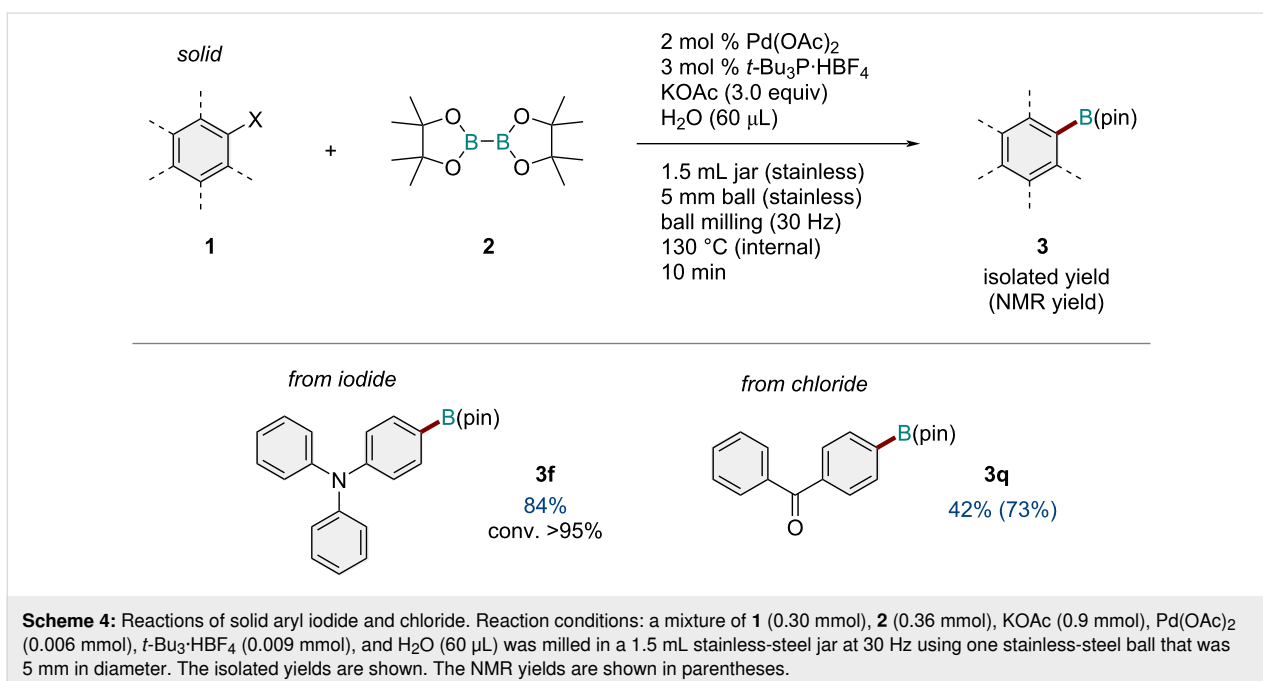 solid
X
+
O
O
B
B
O
O
2 mol % Pd(OAc)2
3 mol % t-Bu3P·HBF4
KOAc (3.0 equiv)
H2O (60 μL)
1.5 mL jar (stainless)
5 mm ball (stainless)
ball milling (30 Hz)
130 °C (internal)
10 min
B(pin)
1
2
3
isolated yield
(NMR yield)
from iodide
from chloride
B(pin)
N
3f
84%
conv. >95%
B(pin)
O
3q
42% (73%)
Scheme 4: Reactions of solid aryl iodide and chloride. Reaction conditions: a mixture of 1 (0.30 mmol), 2 (0.36 mmol), KOAc (0.9 mmol), Pd(OAc)2
(0.006 mmol), t-Bu3·HBF4 (0.009 mmol), and H2O (60 μL) was milled in a 1.5 mL stainless-steel jar at 30 Hz using one stainless-steel ball that was
5 mm in diameter. The isolated yields are shown. The NMR yields are shown in parentheses.